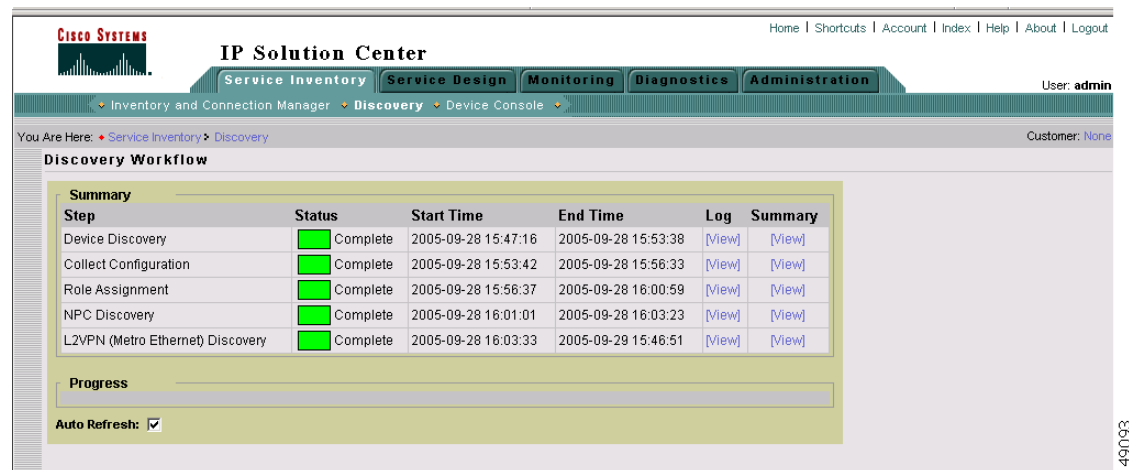 Home | Shortcuts | Account | Index | Help | About | Logout
CISCO SYSTEMS
IP Solution Center
Service Inventory Service Design Monitoring Diagnostics Administration
User: admin
Inventory and Connection Manager Discovery Device Console
You Are Here: Service Inventory Discovery Customer: None
Discovery Workflow
Summary
Step Status Start Time End Time Log Summary
Device Discovery Complete 2005-09-28 15:47:16 2005-09-28 15:53:38 [View] [View]
Collect Configuration Complete 2005-09-28 15:53:42 2005-09-28 15:56:33 [View] [View]
Role Assignment Complete 2005-09-28 15:56:37 2005-09-28 16:00:59 [View] [View]
NPC Discovery Complete 2005-09-28 16:01:01 2005-09-28 16:03:23 [View] [View]
L2VPN (Metro Ethernet) Discovery Complete 2005-09-28 16:03:33 2005-09-29 15:46:51 [View] [View]
Progress
Auto Refresh:
49093